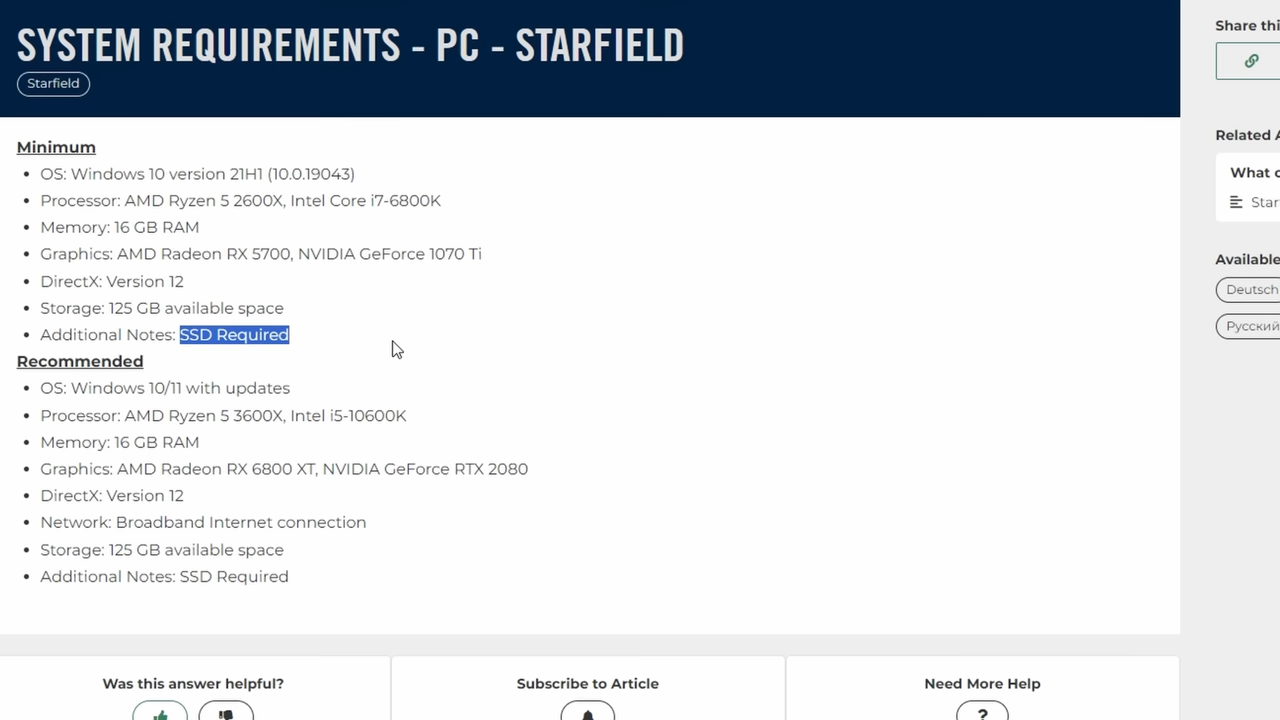 SYSTEM REQUIREMENTS - PC - STARFIELD
Starfield
Minimum
OS: Windows 10 version 21H1 (10.0.19043)
Processor: AMD Ryzen 5 2600X, Intel Core i7-6800K
Memory: 16 GB RAM
Graphics: AMD Radeon RX 5700, NVIDIA GeForce 1070 Ti
DirectX: Version 12
Storage: 125 GB available space
Additional Notes: SSD Required
Recommended
OS: Windows 10/11 with updates
Processor: AMD Ryzen 5 3600X, Intel i5-10600K
Memory: 16 GB RAM
Graphics: AMD Radeon RX 6800 XT, NVIDIA GeForce RTX 2080
DirectX: Version 12
Network: Broadband Internet connection
Storage: 125 GB available space
Additional Notes: SSD Required
Was this answer helpful?
Subscribe to Article
Need More Help
?
Share thi
Related A
What c
Star
Available
Deutsch
Русский